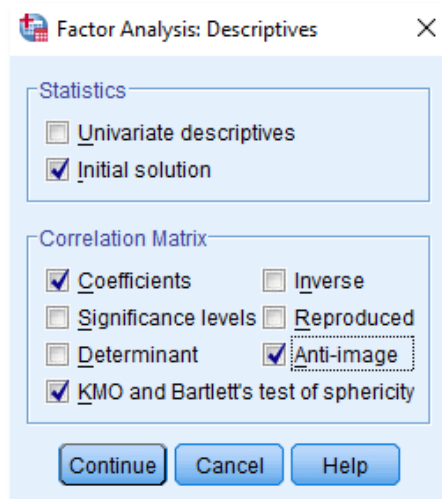 Factor Analysis: Descriptives
Statistics
Univariate descriptives
Initial solution
Correlation Matrix
Coefficients Inverse
Significance levels Reproduced
Determinant Anti-image
KMO and Bartlett's test of sphericity
Continue Cancel Help